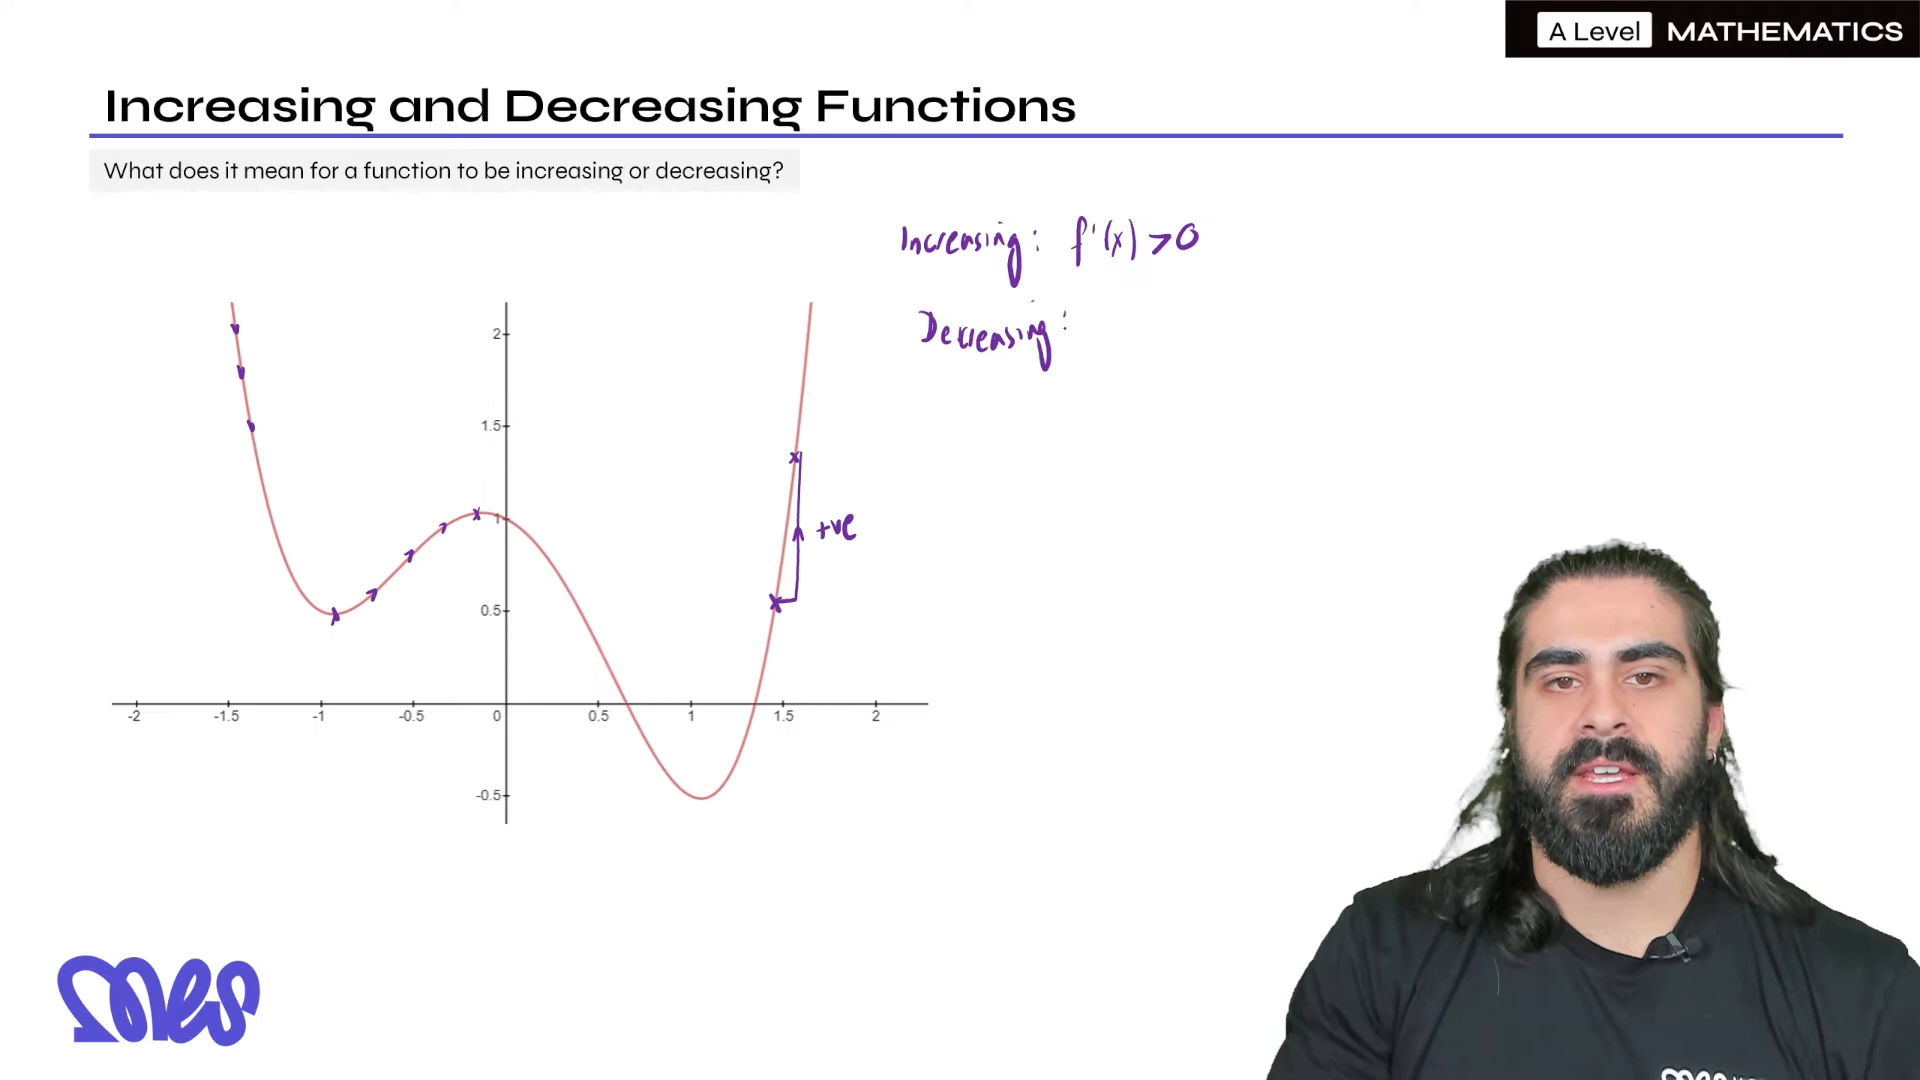 A Level MATHEMATICS
Increasing and Decreasing Functions
What does it mean for a function to be increasing or decreasing?
Increasing: f'(x) > 0
Decreasing:
2
1.5
1
0.5
-0.5
-2 -1.5 -1 -0.5 0 0.5 1 1.5 2
+ve
mes
mes